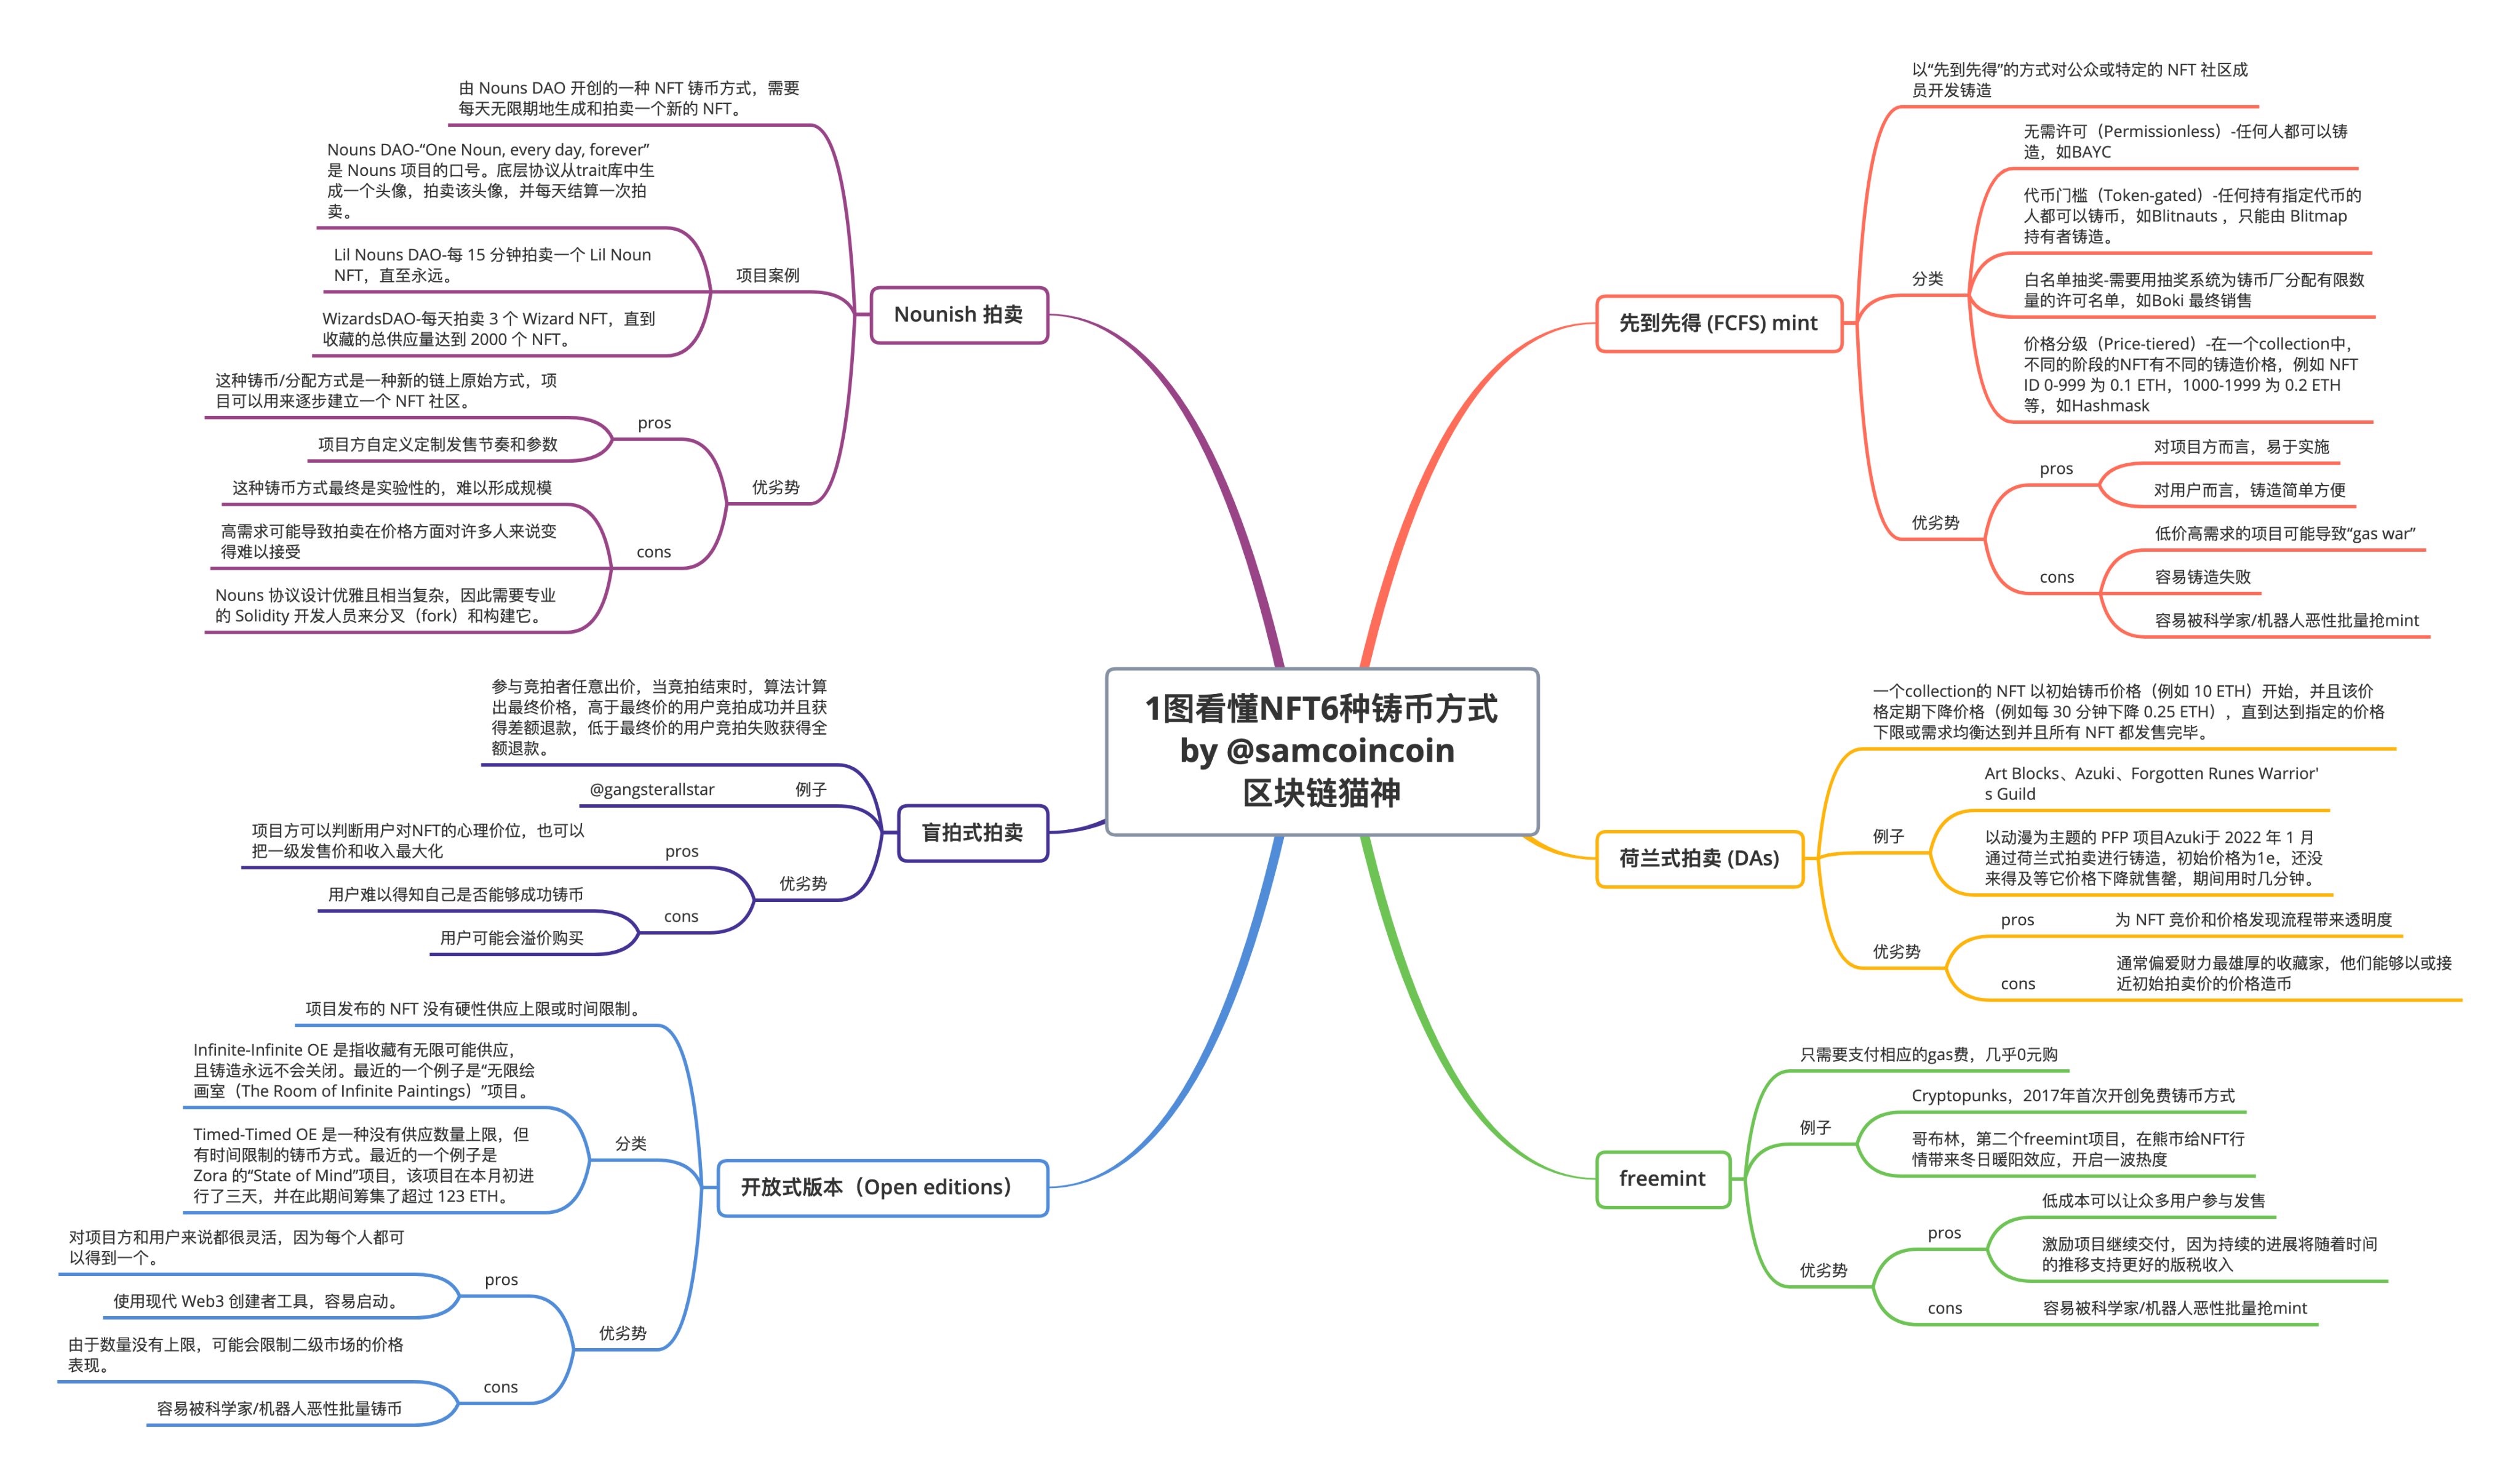 1图看懂NFT6种铸币方式
by @samcoincoin
区块链猫神
先到先得 (FCFS) mint
以“先到先得”的方式对公众或特定的 NFT 社区成
员开发铸造
分类
无需许可（Permissionless）-任何人都可以铸
造，如BAYC
代币门槛（Token-gated）-任何持有指定代币的
人都可以铸币，如Blitnauts ，只能由 Blitmap
持有者铸造。
白名单抽奖-需要用抽奖系统为铸币厂分配有限数
量的许可名单，如Boki 最终销售
价格分级（Price-tiered）-在一个collection中，
不同的阶段的NFT有不同的铸造价格，例如 NFT
ID 0-999 为 0.1 ETH，1000-1999 为 0.2 ETH
等，如Hashmask
优劣势
pros
对项目方而言，易于实施
对用户而言，铸造简单方便
cons
低价高需求的项目可能导致“gas war”
容易铸造失败
容易被科学家/机器人恶性批量抢mint
荷兰式拍卖 (DAs)
一个collection的 NFT 以初始铸币价格（例如 10 ETH）开始，并且该价
格定期下降价格（例如每 30 分钟下降 0.25 ETH），直到达到指定的价格
下限或需求均衡达到并且所有 NFT 都发售完毕。
例子
Art Blocks、Azuki、Forgotten Runes Warrior'
s Guild
以动漫为主题的 PFP 项目Azuki于 2022 年 1 月
通过荷兰式拍卖进行铸造，初始价格为1e，还没
来得及等它价格下降就售罄，期间用时几分钟。
优劣势
pros
为 NFT 竞价和价格发现流程带来透明度
cons
通常偏爱财力最雄厚的收藏家，他们能够以或接
近初始拍卖价的价格造币
freemint
只需要支付相应的gas费，几乎0元购
例子
Cryptopunks，2017年首次开创免费铸币方式
哥布林，第二个freemint项目，在熊市给NFT行
情带来冬日暖阳效应，开启一波热度
优劣势
pros
低成本可以让众多用户参与发售
激励项目继续交付，因为持续的进展将随着时间
的推移支持更好的版税收入
cons
容易被科学家/机器人恶性批量抢mint
Nounish 拍卖
由 Nouns DAO 开创的一种 NFT 铸币方式，需要
每天无限期地生成和拍卖一个新的 NFT。
项目案例
Nouns DAO-“One Noun, every day, forever”
是 Nouns 项目的口号。底层协议从trait库中生
成一个头像，拍卖该头像，并每天结算一次拍
卖。
Lil Nouns DAO-每 15 分钟拍卖一个 Lil Noun
NFT，直至永远。
WizardsDAO-每天拍卖 3 个 Wizard NFT，直到
收藏的总供应量达到 2000 个 NFT。
优劣势
pros
这种铸币/分配方式是一种新的链上原始方式，项
目可以用来逐步建立一个 NFT 社区。
项目方自定义定制发售节奏和参数
cons
这种铸币方式最终是实验性的，难以形成规模
高需求可能导致拍卖在价格方面对许多人来说变
得难以接受
Nouns 协议设计优雅且相当复杂，因此需要专业
的 Solidity 开发人员来分叉（fork）和构建它。
盲拍式拍卖
参与竞拍者任意出价，当竞拍结束时，算法计算
出最终价格，高于最终价的用户竞拍成功并且获
得差额退款，低于最终价的用户竞拍失败获得全
额退款。
例子
@gangsterallstar
优劣势
pros
项目方可以判断用户对NFT的心理价位，也可以
把一级发售价和收入最大化
cons
用户难以得知自己是否能够成功铸币
用户可能会溢价购买
开放式版本（Open editions）
项目发布的 NFT 没有硬性供应上限或时间限制。
分类
Infinite-Infinite OE 是指收藏有无限可能供应，
且铸造永远不会关闭。最近的一个例子是“无限绘
画室（The Room of Infinite Paintings）”项目。
Timed-Timed OE 是一种没有供应数量上限，但
有时间限制的铸币方式。最近的一个例子是
Zora 的“State of Mind”项目，该项目在本月初进
行了三天，并在此期间筹集了超过 123 ETH。
优劣势
pros
对项目方和用户来说都很灵活，因为每个人都可
以得到一个。
使用现代 Web3 创建者工具，容易启动。
cons
由于数量没有上限，可能会限制二级市场的价格
表现。
容易被科学家/机器人恶性批量铸币